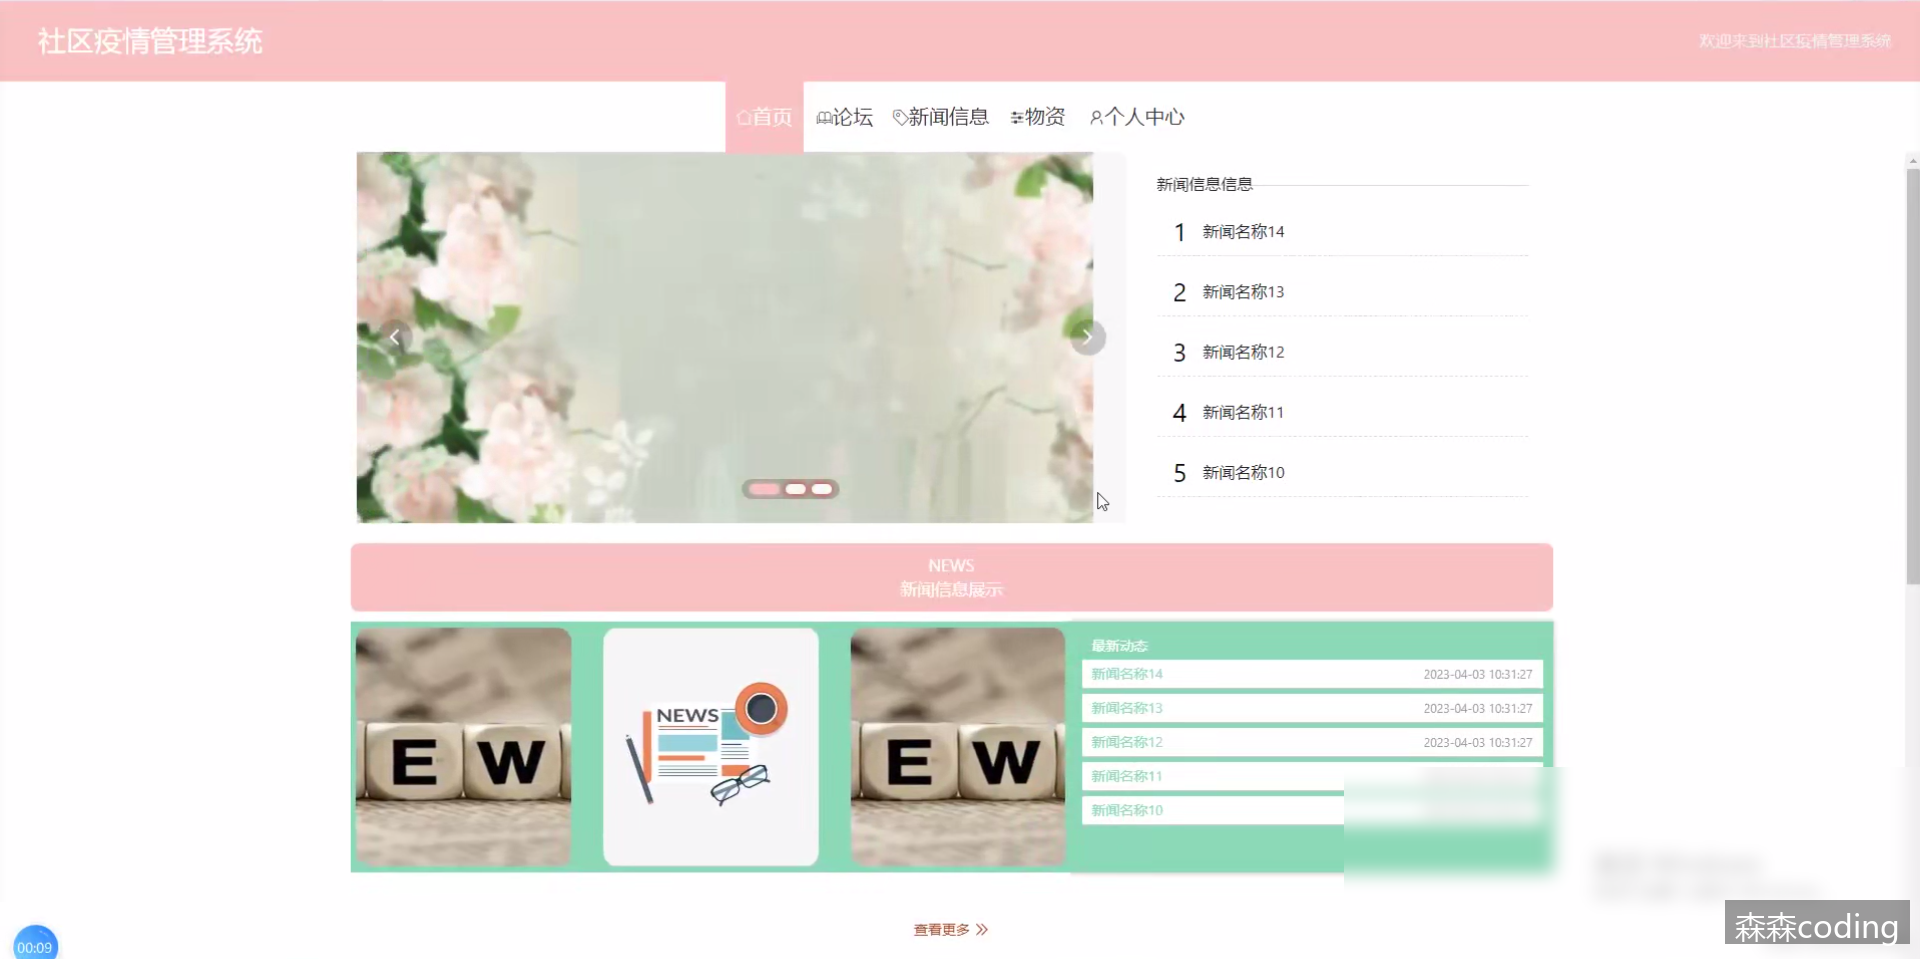 社区疫情管理系统
欢迎来到社区疫情管理系统
首页 论坛 新闻信息 物资 个人中心
新闻信息信息
1 新闻名称14
2 新闻名称13
3 新闻名称12
4 新闻名称11
5 新闻名称10
NEWS
新闻信息展示
E W
NEWS
E W
最新动态
新闻名称14 2023-04-03 10:31:27
新闻名称13 2023-04-03 10:31:27
新闻名称12 2023-04-03 10:31:27
新闻名称11
新闻名称10
查看更多
00:09
森森coding